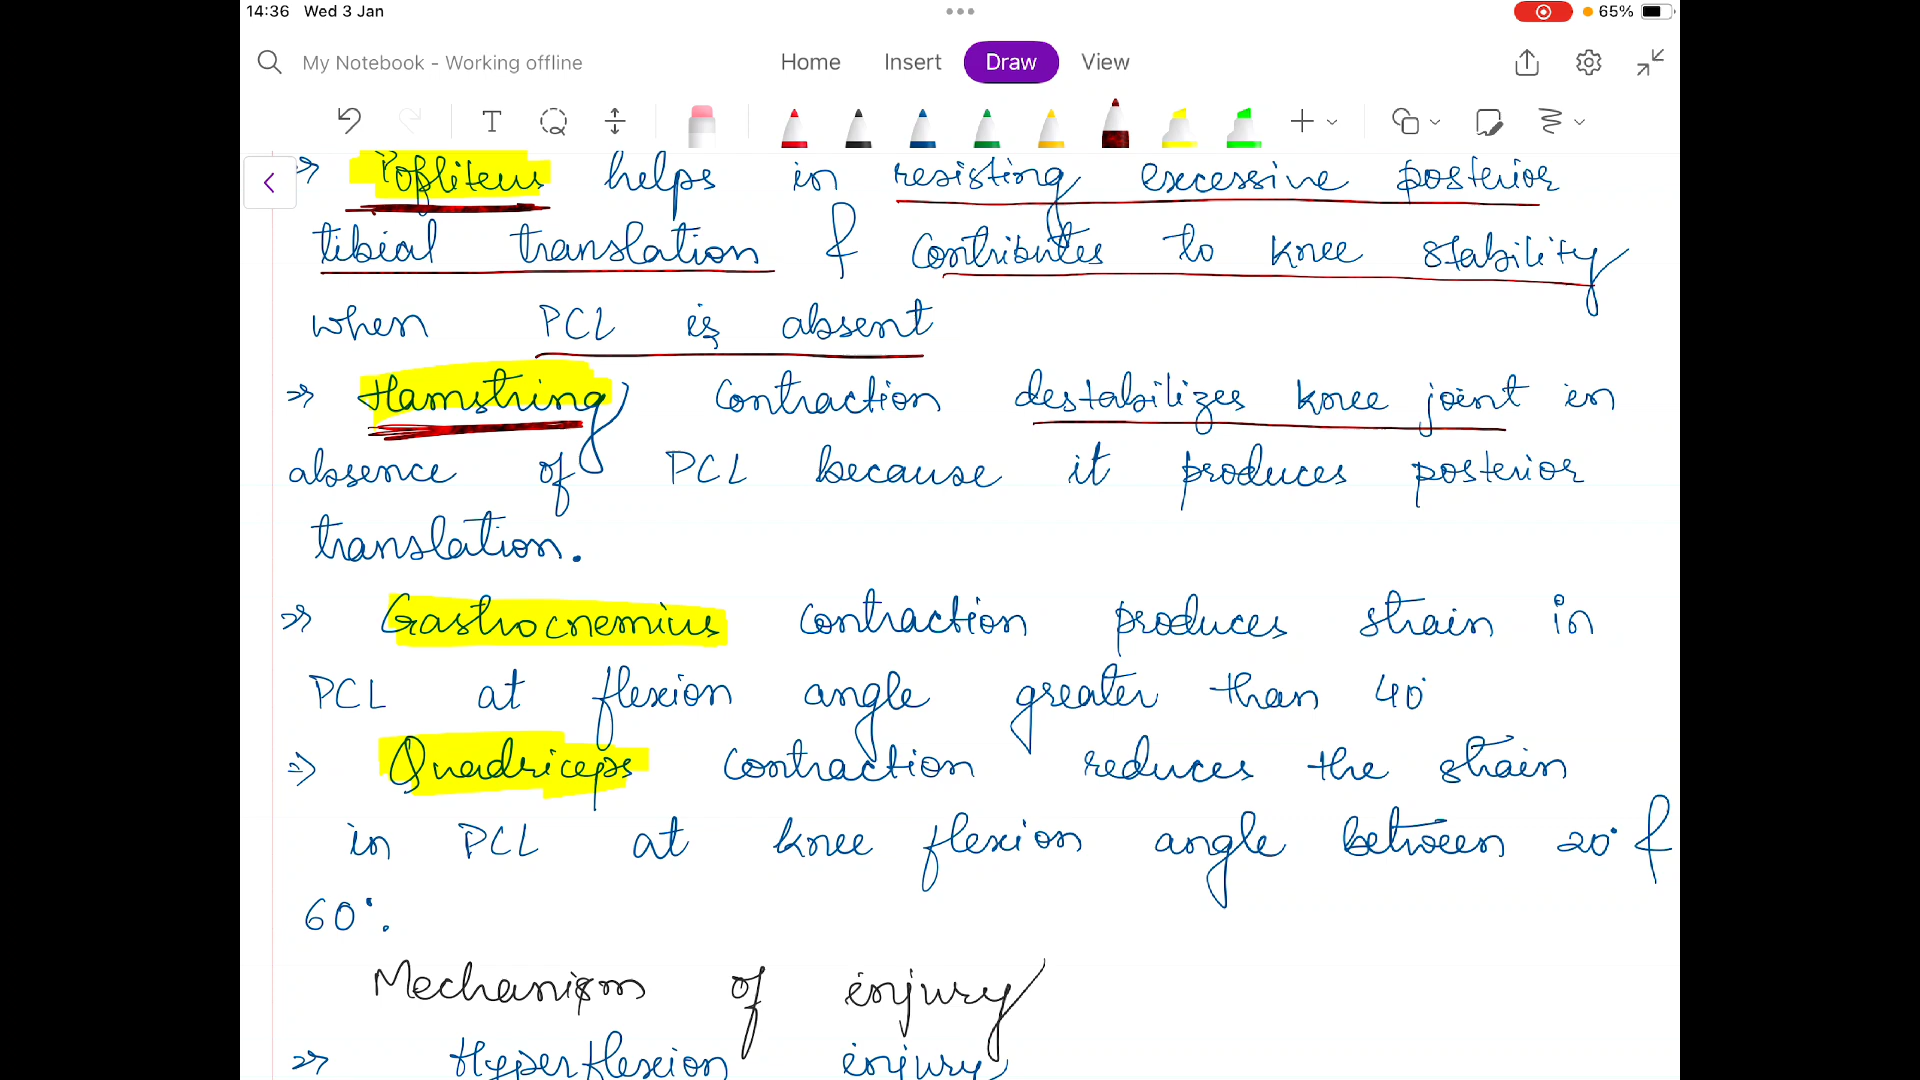 14:36 Wed 3 Jan
65%
My Notebook - Working offline
Home Insert Draw View
T
⇒ Popliteus helps in resisting excessive posterior
tibial translation & contributes to knee stability
when PCL is absent
⇒ Hamstring contraction destabilizes knee joint in
absence of PCL because it produces posterior
translation.
⇒ Gastrocnemius contraction produces strain in
PCL at flexion angle greater than 40°
⇒ Quadriceps contraction reduces the strain
in PCL at knee flexion angle between 20° &
60°.
Mechanism of injury
⇒ Hyperflexion injury